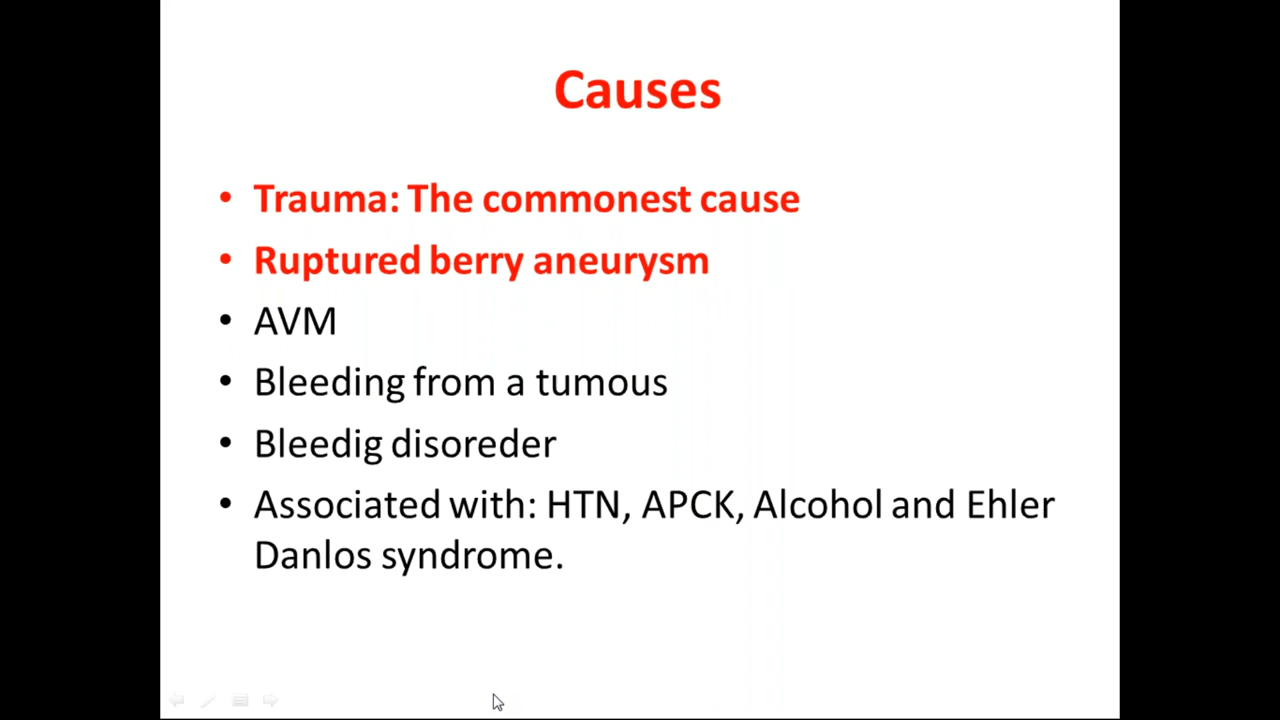 Causes
• Trauma: The commonest cause
• Ruptured berry aneurysm
• AVM
• Bleeding from a tumous
• Bleedig disoreder
• Associated with: HTN, APCK, Alcohol and Ehler
Danlos syndrome.